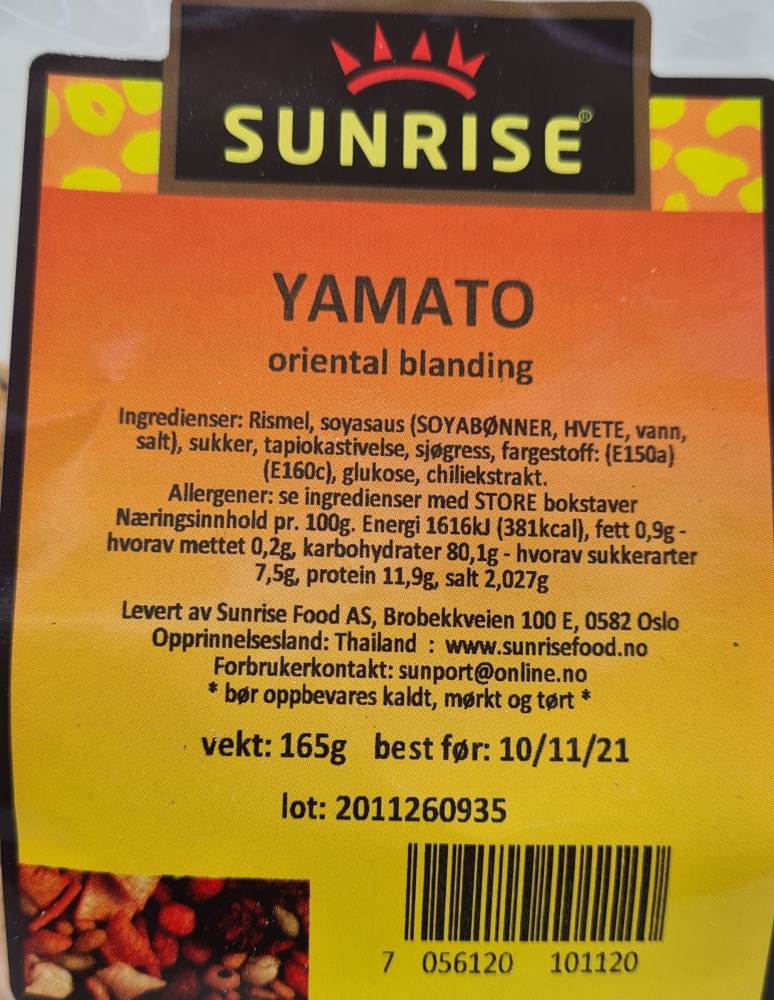 SUNRISE®
YAMATO
oriental blanding
Ingredienser: Rismel, soyasaus (SOYABØNNER, HVETE, vann,
salt), sukker, tapiokastivelse, sjøgress, fargestoff: (E150a)
(E160c), glukose, chiliekstrakt.
Allergener: se ingredienser med STORE bokstaver
Næringsinnhold pr. 100g. Energi 1616kJ (381kcal), fett 0,9g -
hvorav mettet 0,2g, karbohydrater 80,1g - hvorav sukkerarter
7,5g, protein 11,9g, salt 2,027g
Levert av Sunrise Food AS, Brobekkveien 100 E, 0582 Oslo
Opprinnelsesland: Thailand : www.sunrisefood.no
Forbrukerkontakt: sunport@online.no
* bør oppbevares kaldt, mørkt og tørt *
vekt: 165g best før: 10/11/21
lot: 2011260935
7 056120 101120